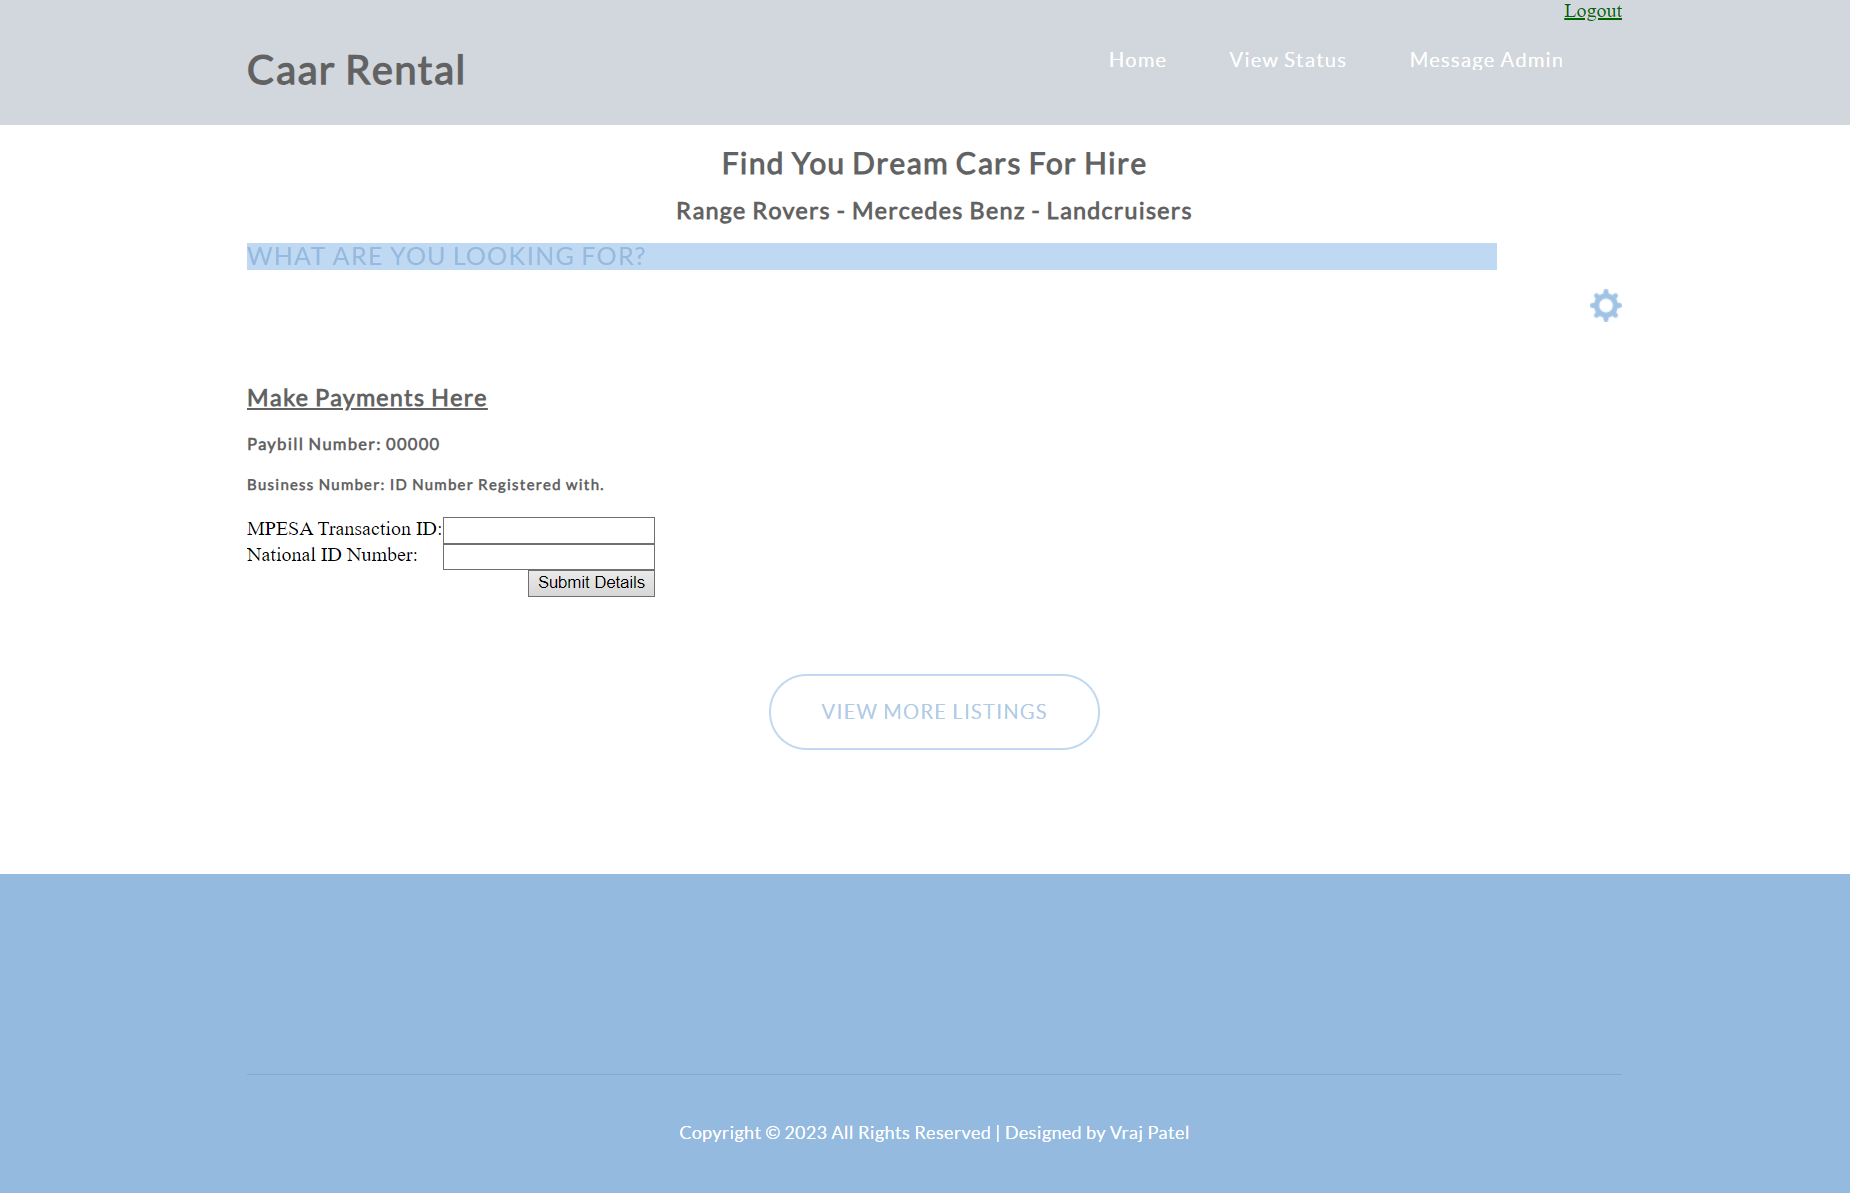 Logout
Caar Rental
Home View Status Message Admin
Find You Dream Cars For Hire
Range Rovers - Mercedes Benz - Landcruisers
WHAT ARE YOU LOOKING FOR?
Make Payments Here
Paybill Number: 00000
Business Number: ID Number Registered with.
MPESA Transaction ID:
National ID Number:
Submit Details
VIEW MORE LISTINGS
Copyright © 2023 All Rights Reserved | Designed by Vraj Patel